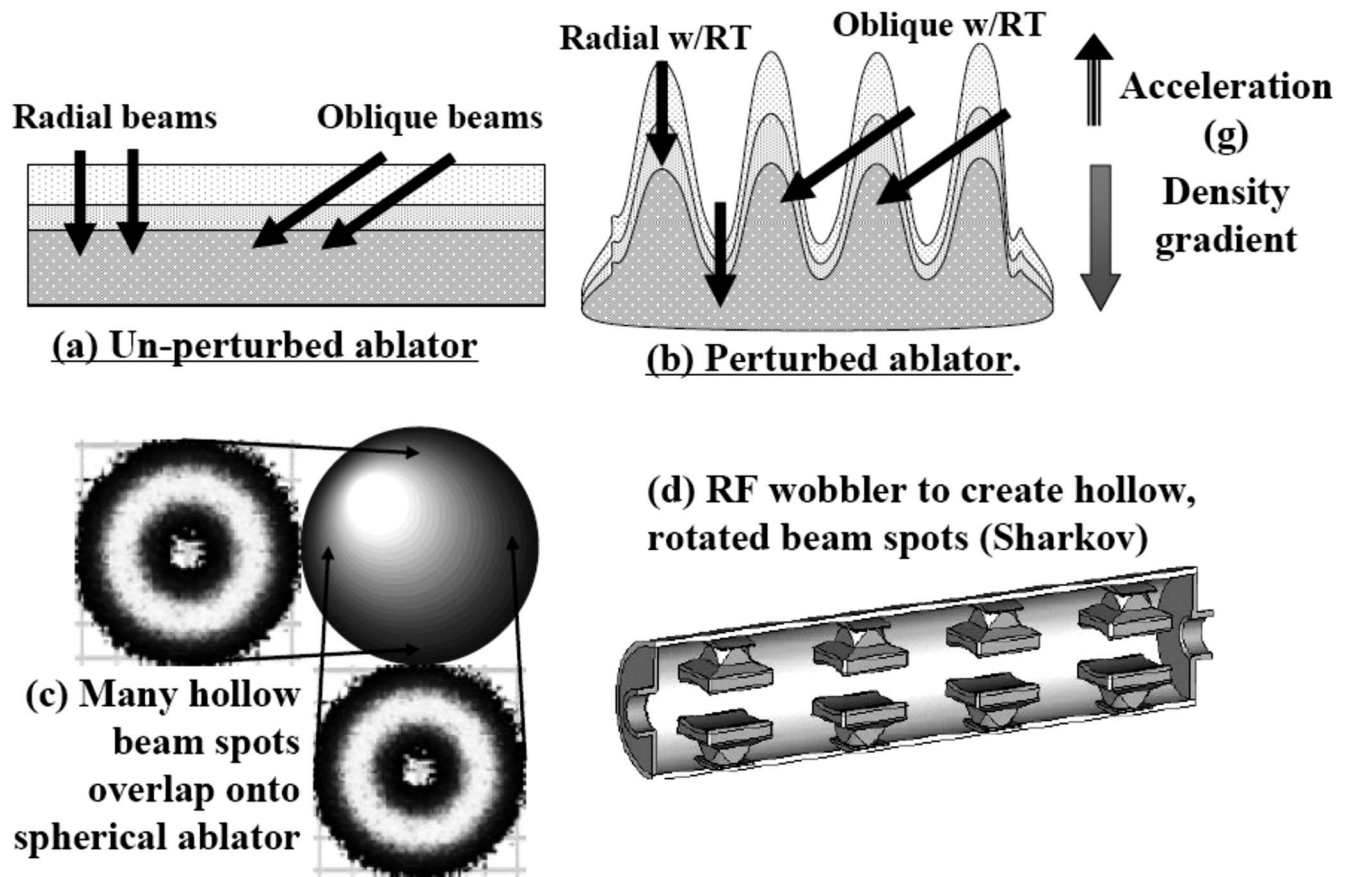 Radial beams
Oblique beams
(a) Un-perturbed ablator
Radial w/RT
Oblique w/RT
Acceleration
(g)
Density
gradient
(b) Perturbed ablator.
(c) Many hollow
beam spots
overlap onto
spherical ablator
(d) RF wobbler to create hollow,
rotated beam spots (Sharkov)